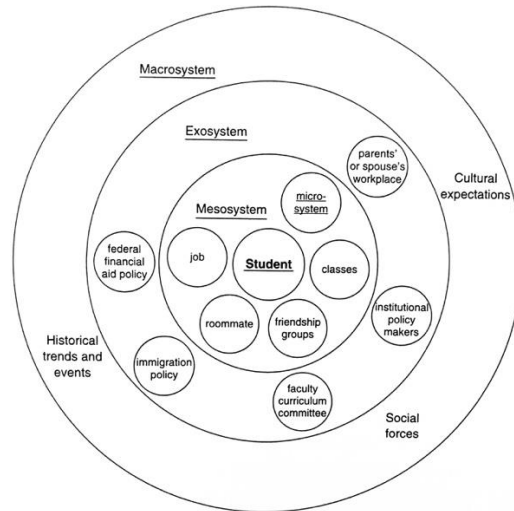 Macrosystem
Exosystem
parents'
or spouse's
workplace
Cultural
expectations
micro-
system
Mesosystem
federal
financial
aid policy
job
Student
classes
roommate
friendship
groups
institutional
policy
makers
Historical
trends and
events
immigration
policy
faculty
curriculum
committee
Social
forces